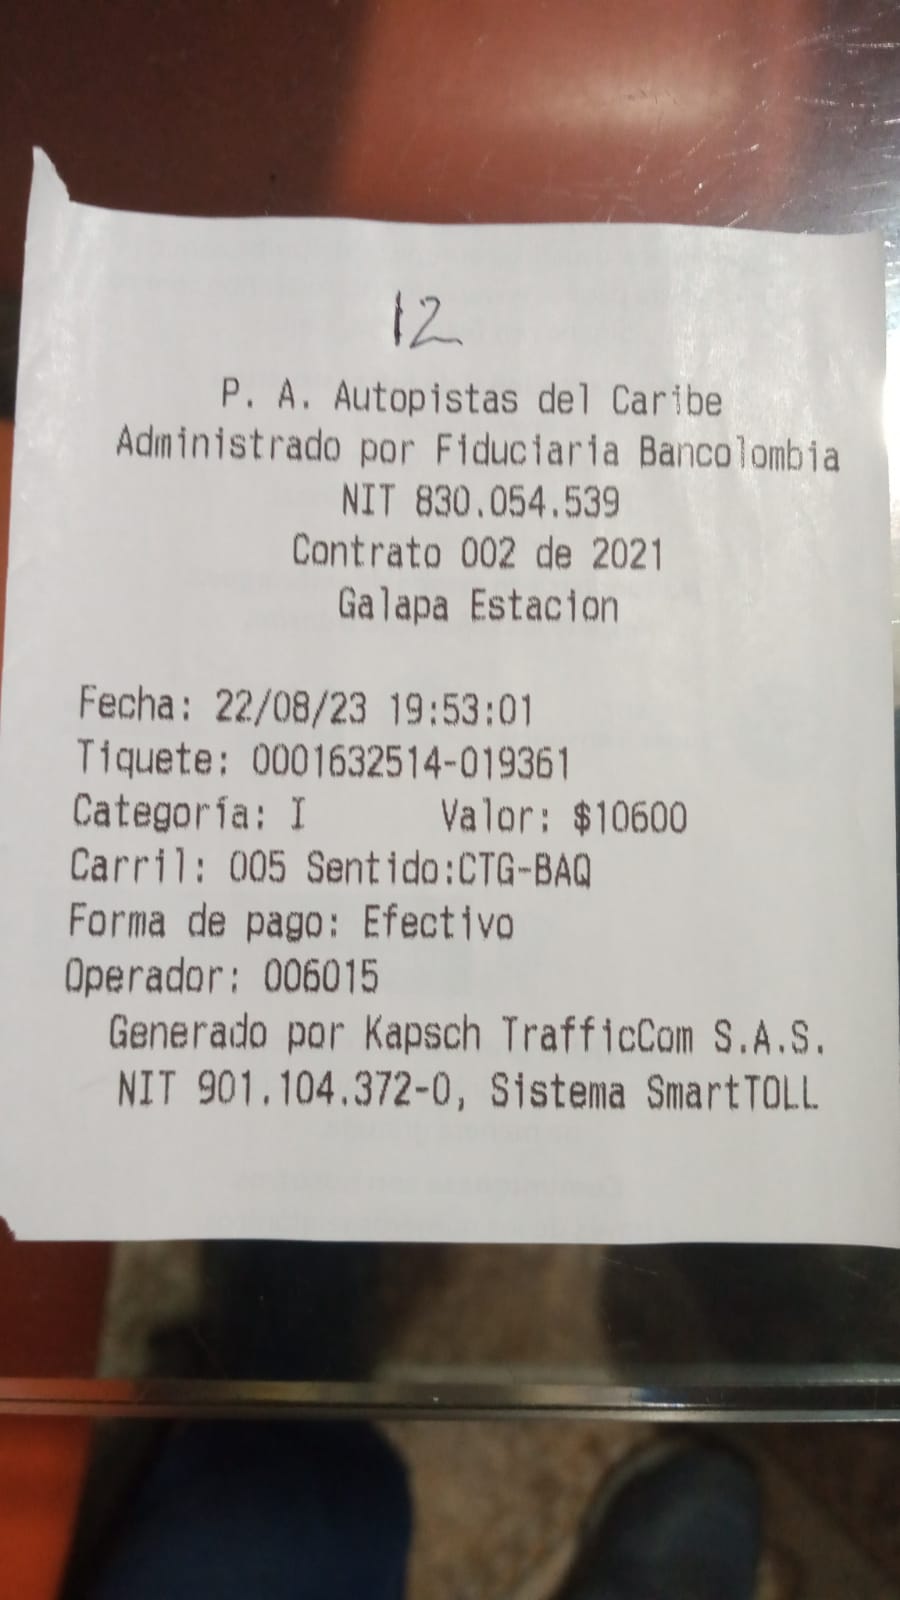 12
P. A. Autopistas del Caribe
Administrado por Fiduciaria Bancolombia
NIT 830.054.539
Contrato 002 de 2021
Galapa Estacion
Fecha: 22/08/23 19:53:01
Tiquete: 0001632514-019361
Categoría: I Valor: $10600
Carril: 005 Sentido:CTG-BAQ
Forma de pago: Efectivo
Operador: 006015
Generado por Kapsch TrafficCom S.A.S.
NIT 901.104.372-0, Sistema SmartTOLL